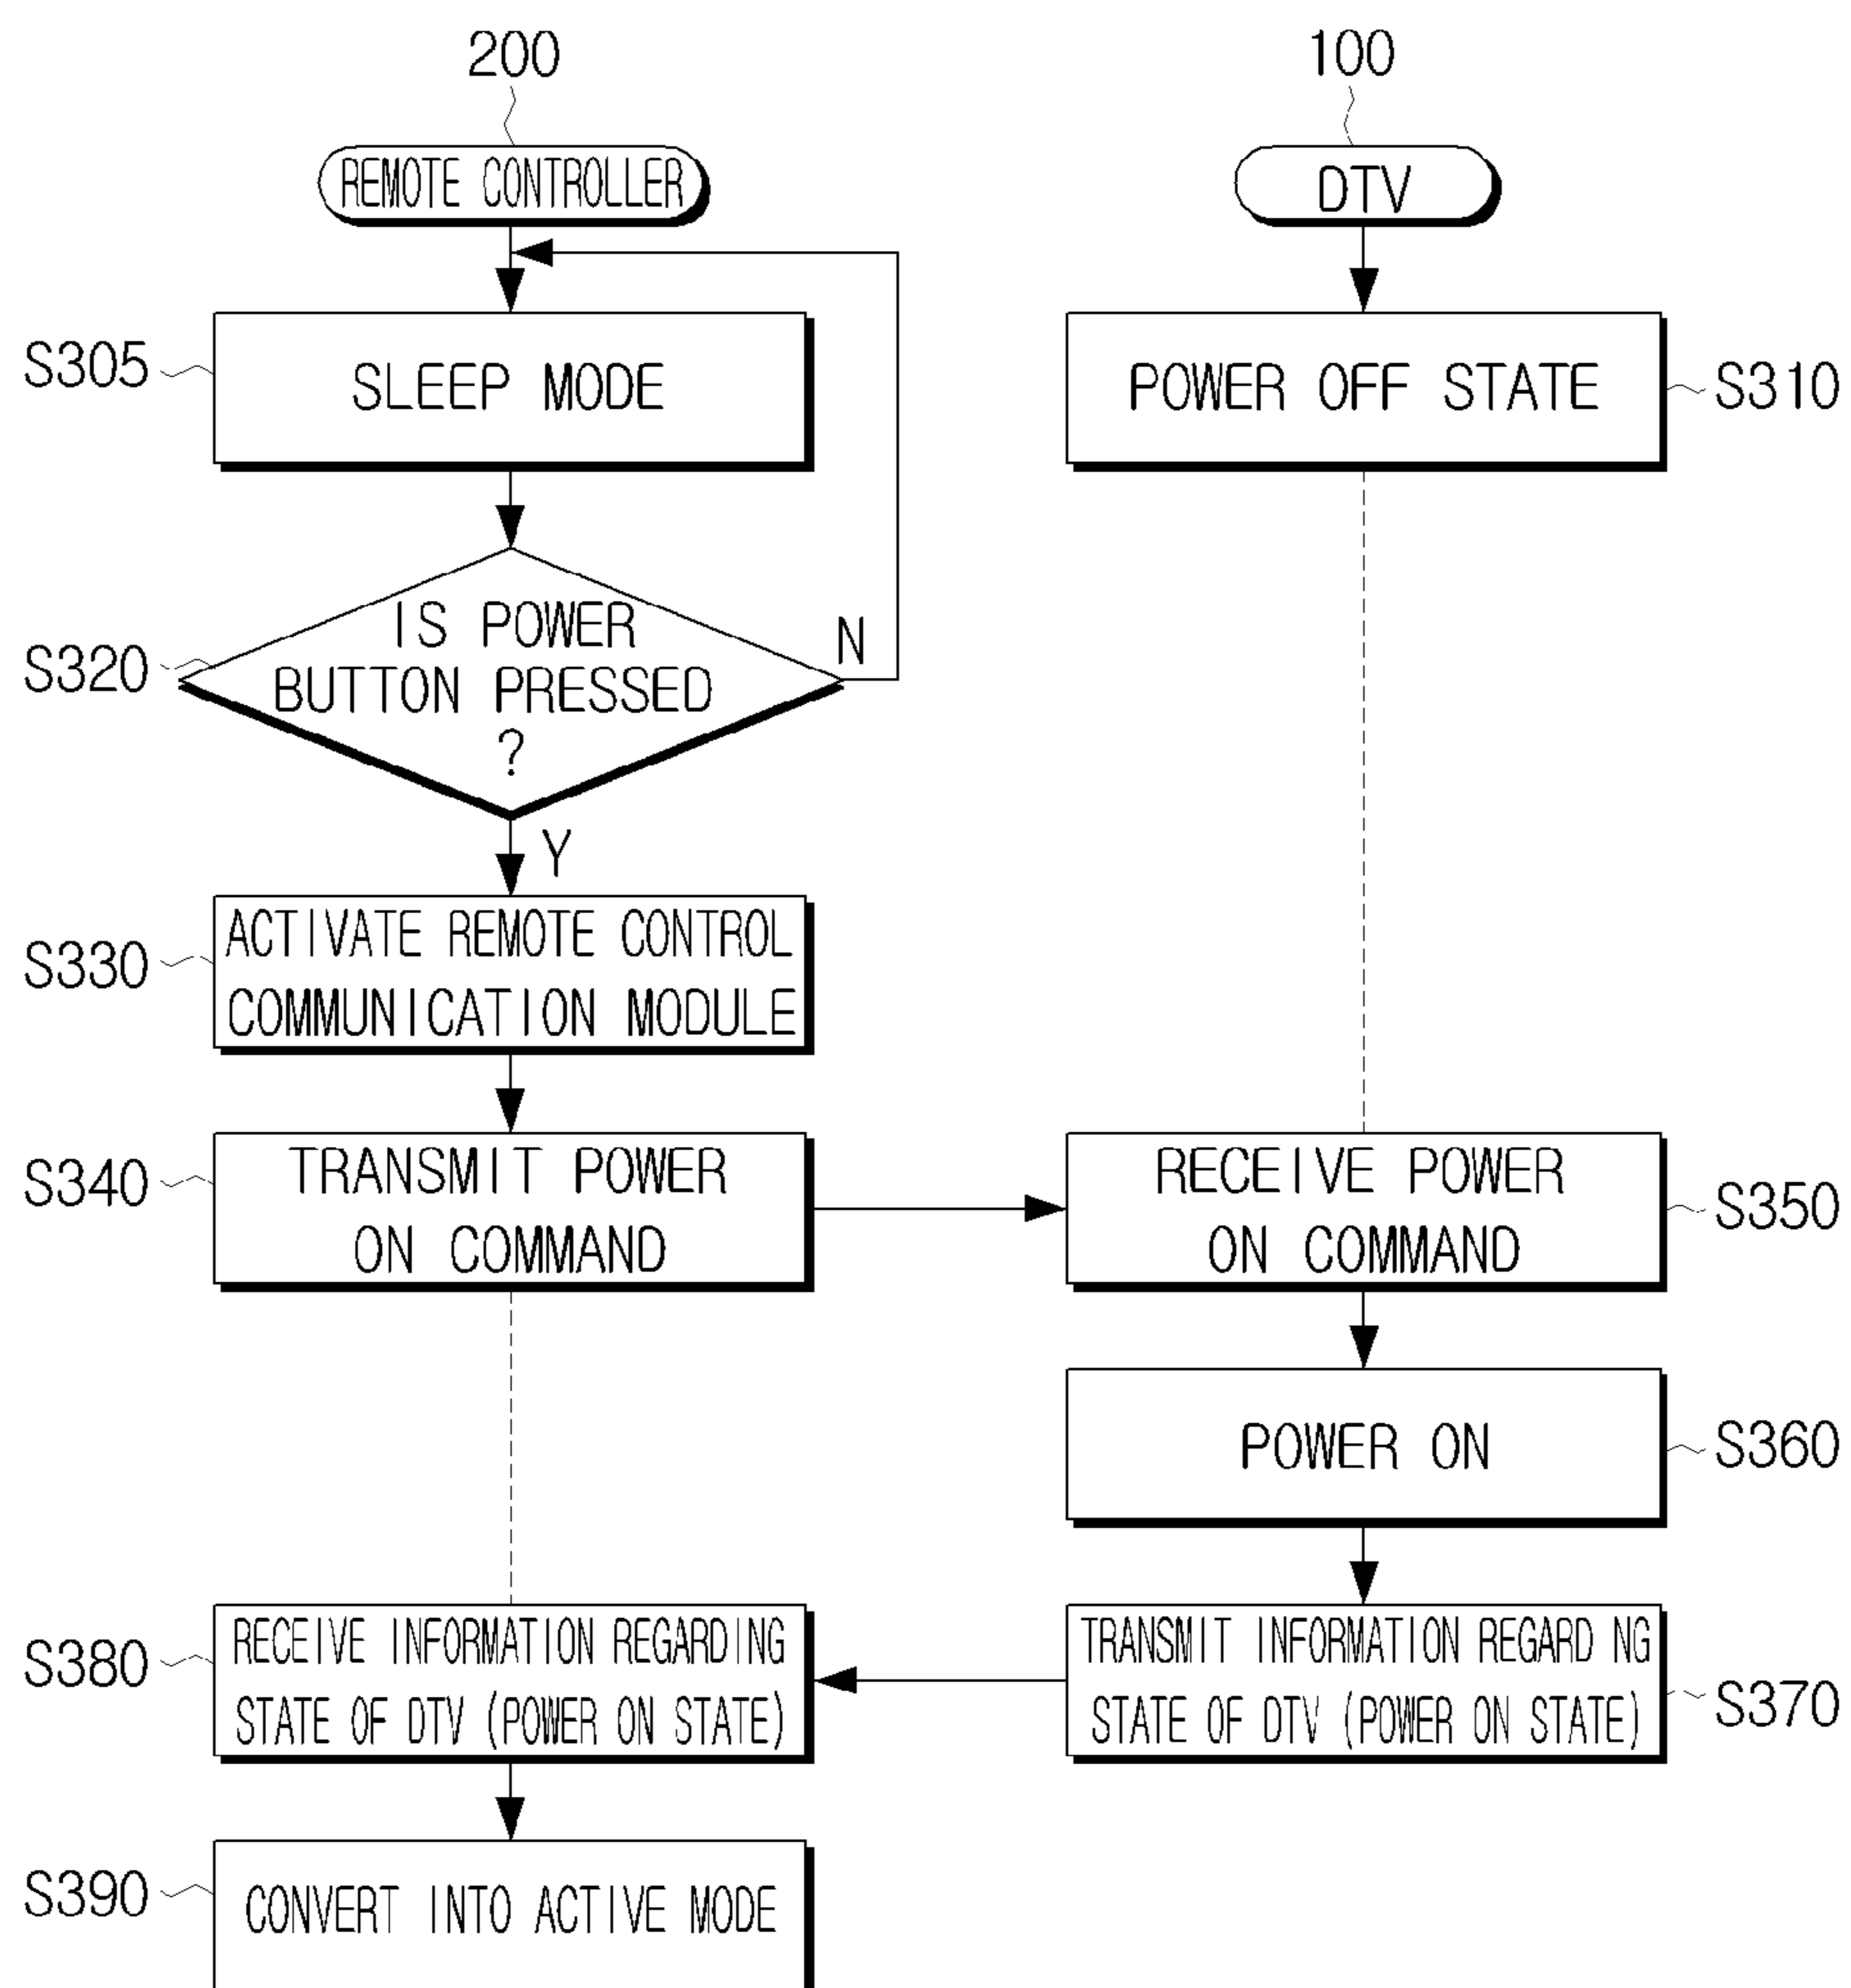 200
100
REMOTE CONTROLLER
DTV
S305
SLEEP MODE
POWER OFF STATE
S310
S320
IS POWER
BUTTON PRESSED
?
N
Y
S330
ACTIVATE REMOTE CONTROL
COMMUNICATION MODULE
S340
TRANSMIT POWER
ON COMMAND
RECEIVE POWER
ON COMMAND
S350
POWER ON
S360
S380
RECEIVE INFORMATION REGARDING
STATE OF DTV (POWER ON STATE)
TRANSMIT INFORMATION REGARD NG
STATE OF DTV (POWER ON STATE)
S370
S390
CONVERT INTO ACTIVE MODE